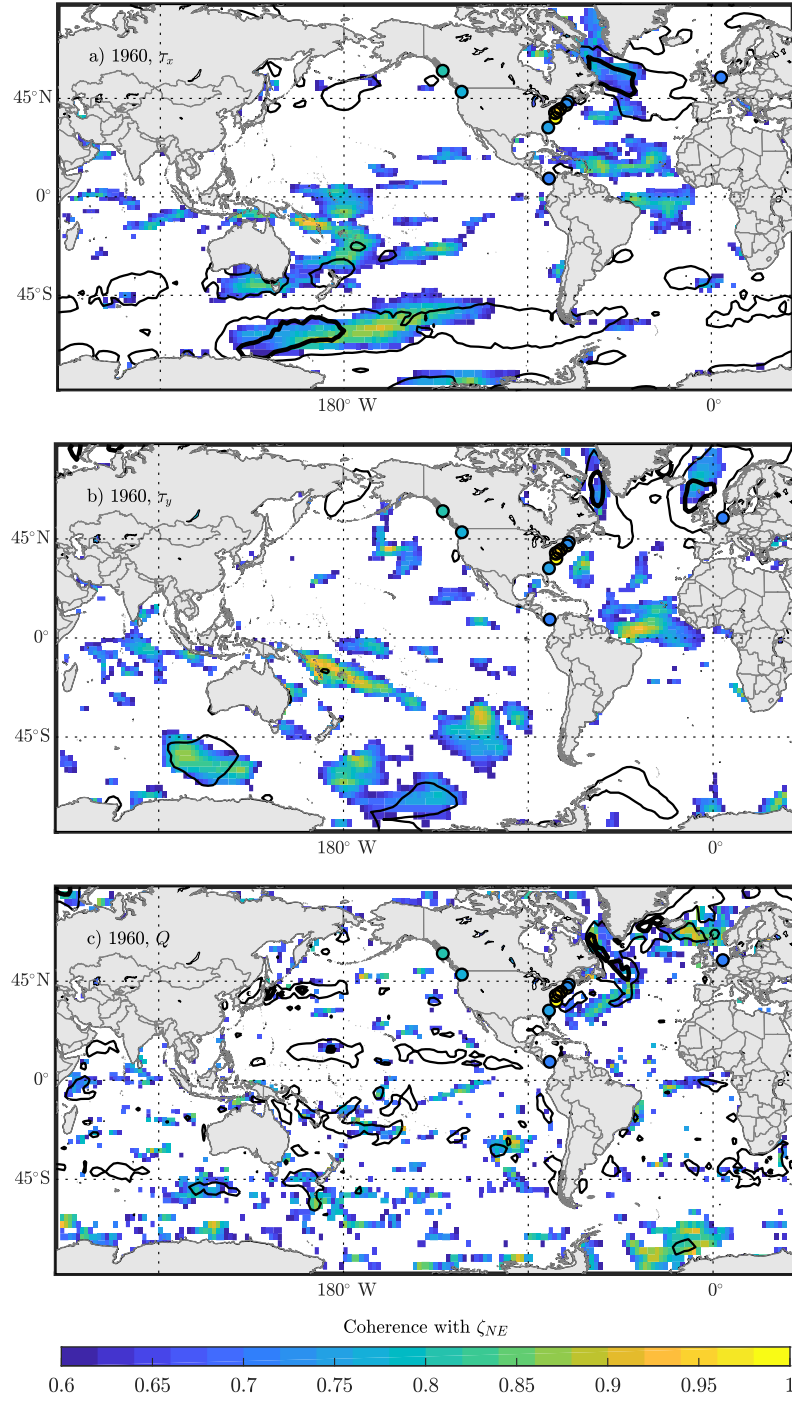 a) 1960, τx
45°N
0°
45°S
180° W
0°
b) 1960, τy
45°N
0°
45°S
180° W
0°
c) 1960, Q
45°N
0°
45°S
180° W
0°
Coherence with ζNE
0.6 0.65 0.7 0.75 0.8 0.85 0.9 0.95 1